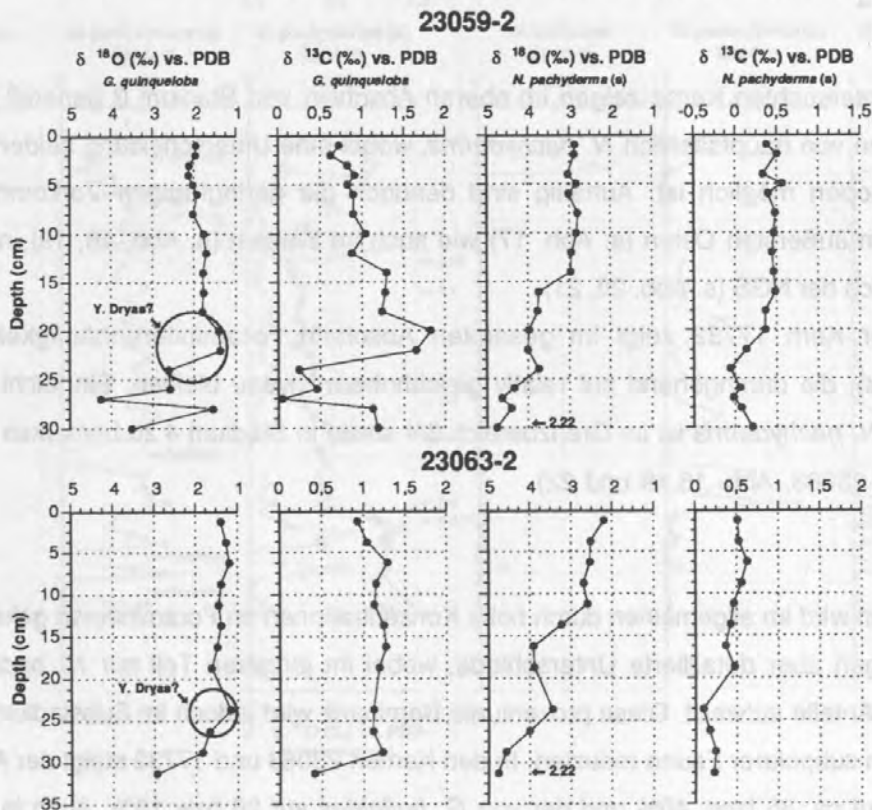 23059-2
δ 18O (‰) vs. PDB δ 13C (‰) vs. PDB δ 18O (‰) vs. PDB δ 13C (‰) vs. PDB
G. quinqueloba G. quinqueloba N. pachyderma (s) N. pachyderma (s)
5 4 3 2 1 0 0,5 1 1,5 2 5 4 3 2 1 -0,5 0 0,5 1 1,5
0
5
10
15
20
25
30
Depth (cm)
Y. Dryas?
2.22
23063-2
5 4 3 2 1 0 0,5 1 1,5 2 5 4 3 2 1 0 0,5 1 1,5 2
0
5
10
15
20
25
30
35
Depth (cm)
Y. Dryas?
2.22